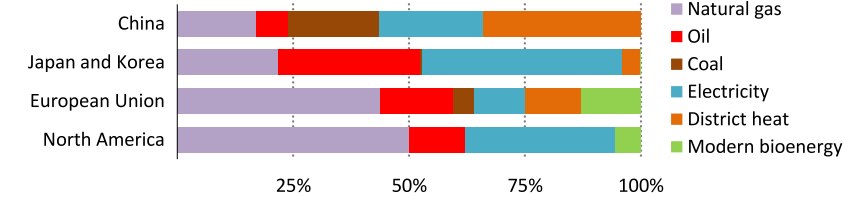 China
Japan and Korea
European Union
North America
25%
50%
75%
100%
Natural gas
Oil
Coal
Electricity
District heat
Modern bioenergy